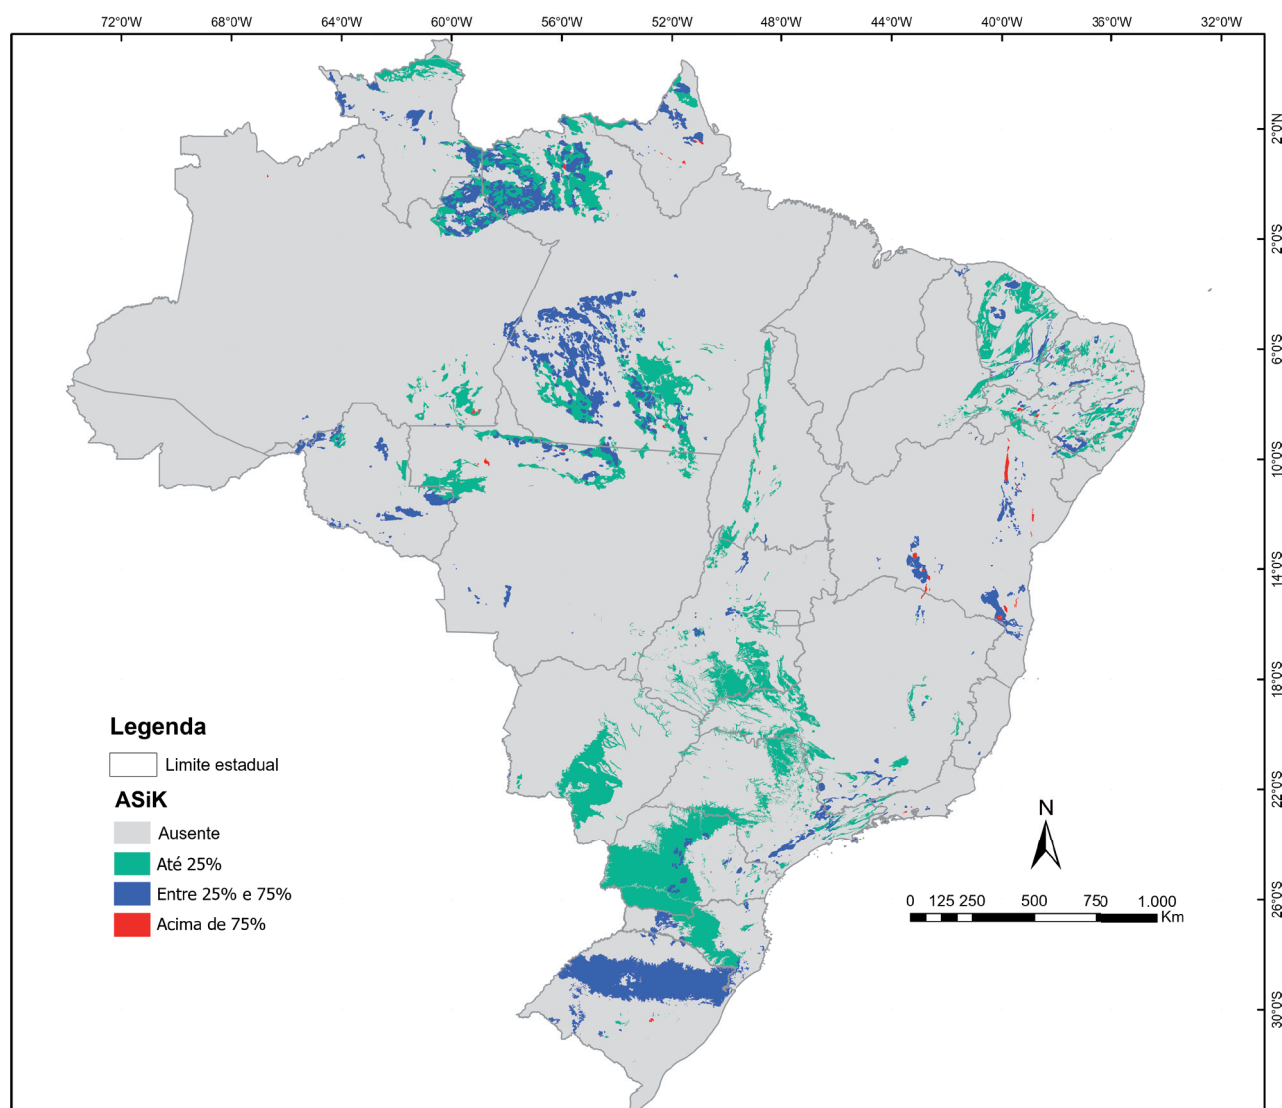 72°0'W 68°0'W 64°0'W 60°0'W 56°0'W 52°0'W 48°0'W 44°0'W 40°0'W 36°0'W 32°0'W
2°0'N
2°0'S
6°0'S
10°0'S
14°0'S
18°0'S
22°0'S
26°0'S
30°0'S
Legenda
Limite estadual
ASiK
Ausente
Até 25%
Entre 25% e 75%
Acima de 75%
N
0 125 250 500 750 1.000
Km